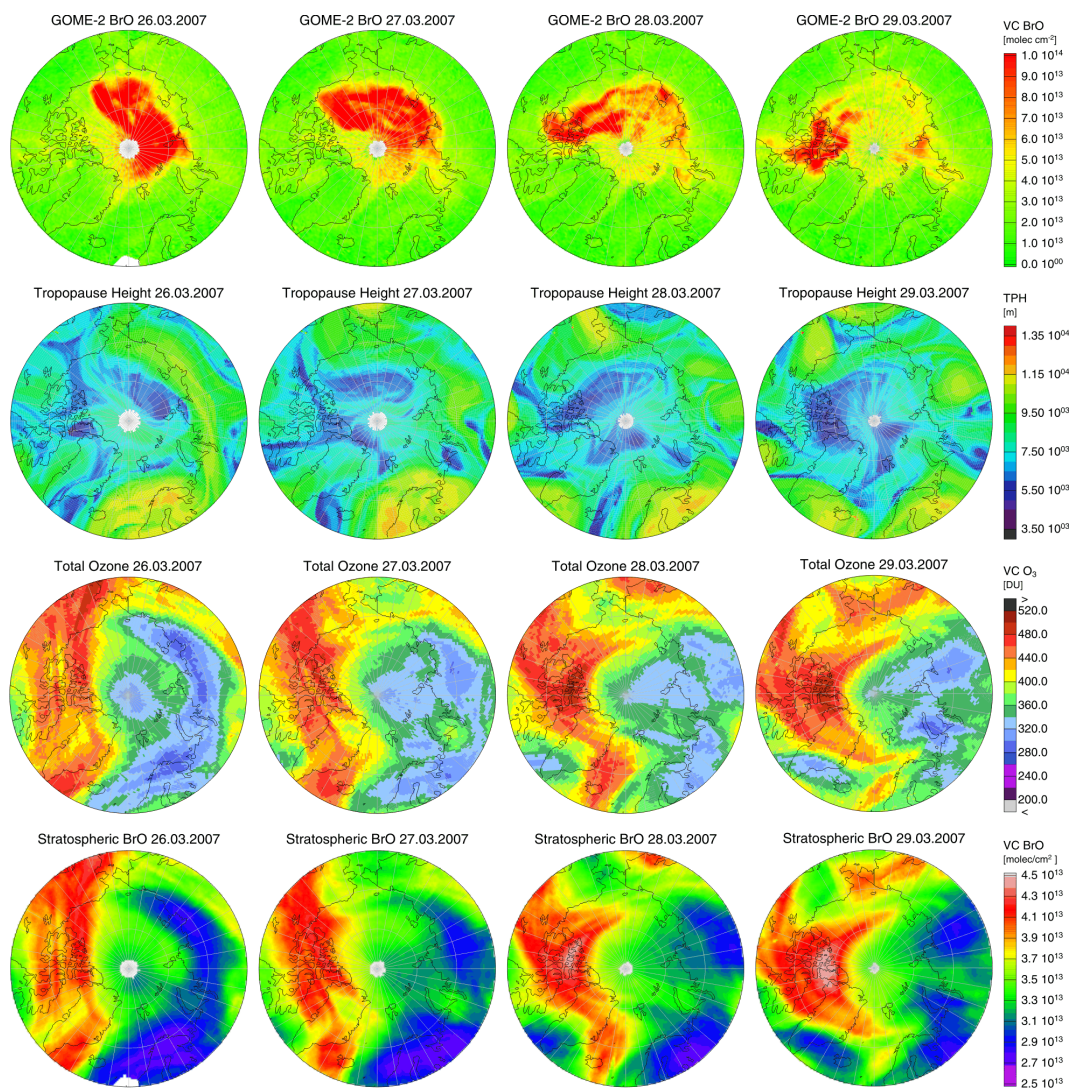 GOME-2 BrO 26.03.2007
GOME-2 BrO 27.03.2007
GOME-2 BrO 28.03.2007
GOME-2 BrO 29.03.2007
VC BrO
[molec cm⁻²]
1.0 10¹⁴
9.0 10¹³
8.0 10¹³
7.0 10¹³
6.0 10¹³
5.0 10¹³
4.0 10¹³
3.0 10¹³
2.0 10¹³
1.0 10¹³
0.0 10⁰⁰
Tropopause Height 26.03.2007
Tropopause Height 27.03.2007
Tropopause Height 28.03.2007
Tropopause Height 29.03.2007
TPH
[m]
1.35 10⁰⁴
1.15 10⁰⁴
9.50 10⁰³
7.50 10⁰³
5.50 10⁰³
3.50 10⁰³
Total Ozone 26.03.2007
Total Ozone 27.03.2007
Total Ozone 28.03.2007
Total Ozone 29.03.2007
VC O₃
[DU]
>
520.0
480.0
440.0
400.0
360.0
320.0
280.0
240.0
200.0
<
Stratospheric BrO 26.03.2007
Stratospheric BrO 27.03.2007
Stratospheric BrO 28.03.2007
Stratospheric BrO 29.03.2007
VC BrO
[molec/cm² ]
4.5 10¹³
4.3 10¹³
4.1 10¹³
3.9 10¹³
3.7 10¹³
3.5 10¹³
3.3 10¹³
3.1 10¹³
2.9 10¹³
2.7 10¹³
2.5 10¹³